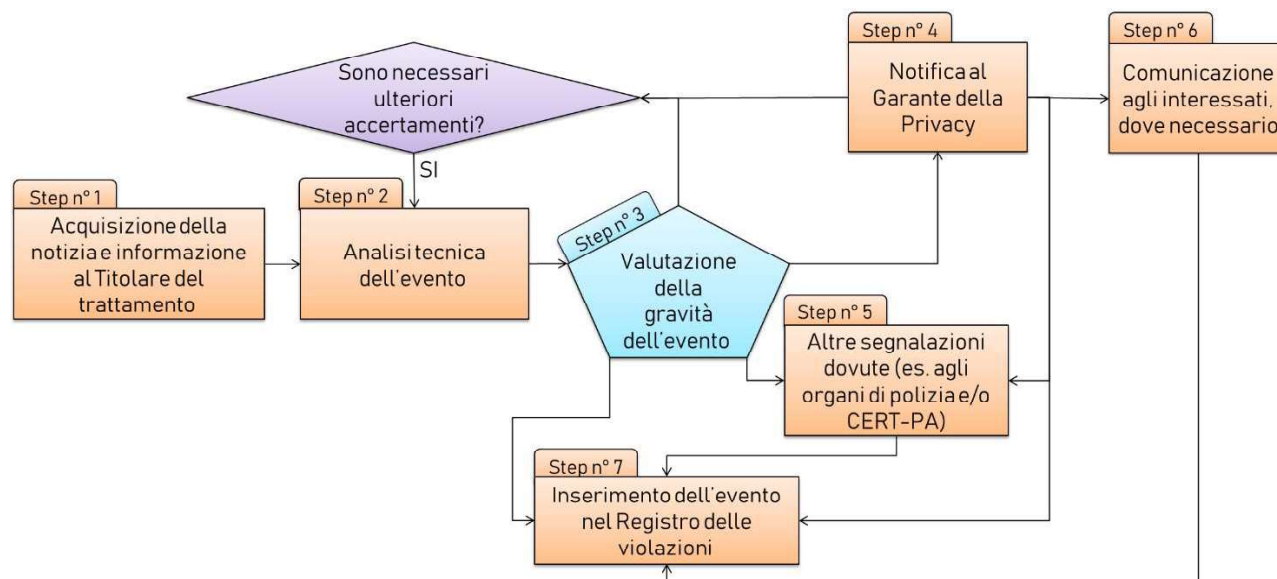 Step n° 1
Acquisizione della
notizia e informazione
al Titolare del
trattamento
Step n° 2
Analisi tecnica
dell'evento
Sono necessari
ulteriori
accertamenti?
SI
Step n° 3
Valutazione
della
gravità
dell'evento
Step n° 4
Notifica al
Garante della
Privacy
Step n° 5
Altre segnalazioni
dovute (es. agli
organi di polizia e/o
CERT-PA)
Step n° 6
Comunicazione
agli interessati,
dove necessario
Step n° 7
Inserimento dell'evento
nel Registro delle
violazioni